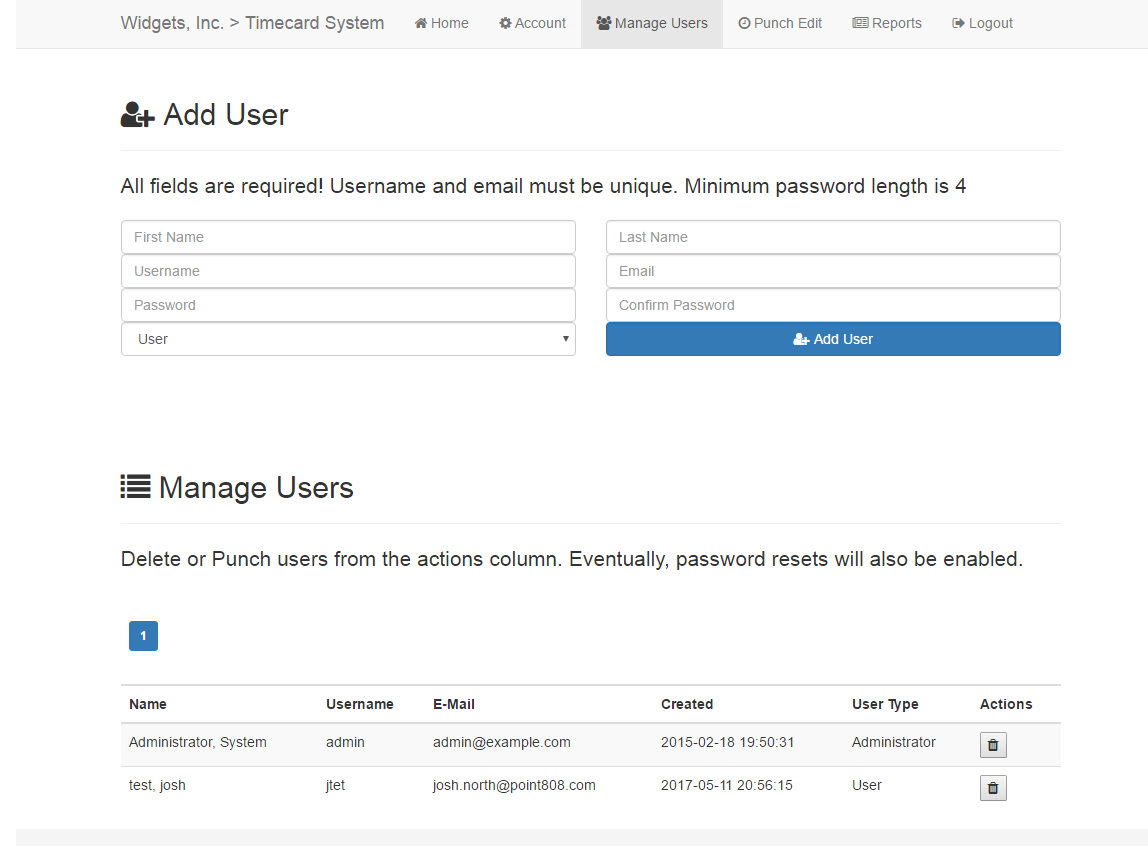 Widgets, Inc. > Timecard System Home Account Manage Users Punch Edit Reports Logout
Add User
All fields are required! Username and email must be unique. Minimum password length is 4
First Name Last Name
Username Email
Password Confirm Password
User Add User
Manage Users
Delete or Punch users from the actions column. Eventually, password resets will also be enabled.
1
Name Username E-Mail Created User Type Actions
Administrator, System admin admin@example.com 2015-02-18 19:50:31 Administrator
test, josh jtet josh.north@point808.com 2017-05-11 20:56:15 User